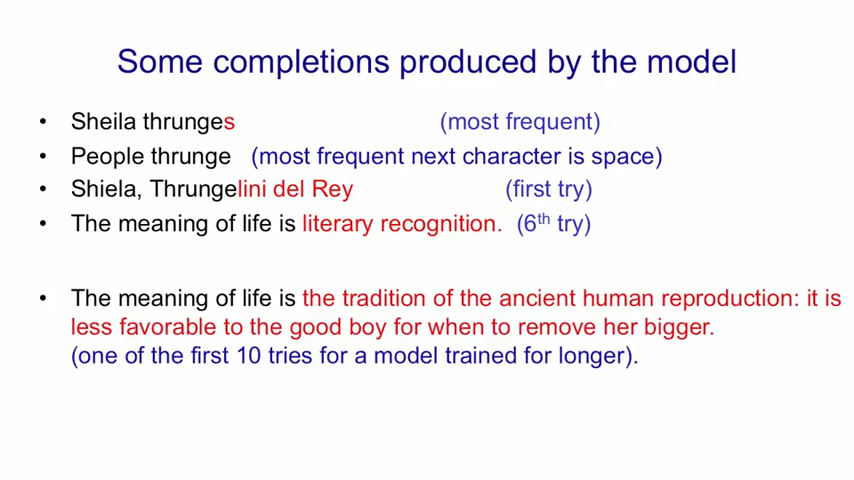 Some completions produced by the model
• Sheila thrunges (most frequent)
• People thrunge (most frequent next character is space)
• Shiela, Thrungelini del Rey (first try)
• The meaning of life is literary recognition. (6th try)
• The meaning of life is the tradition of the ancient human reproduction: it is
less favorable to the good boy for when to remove her bigger.
(one of the first 10 tries for a model trained for longer).